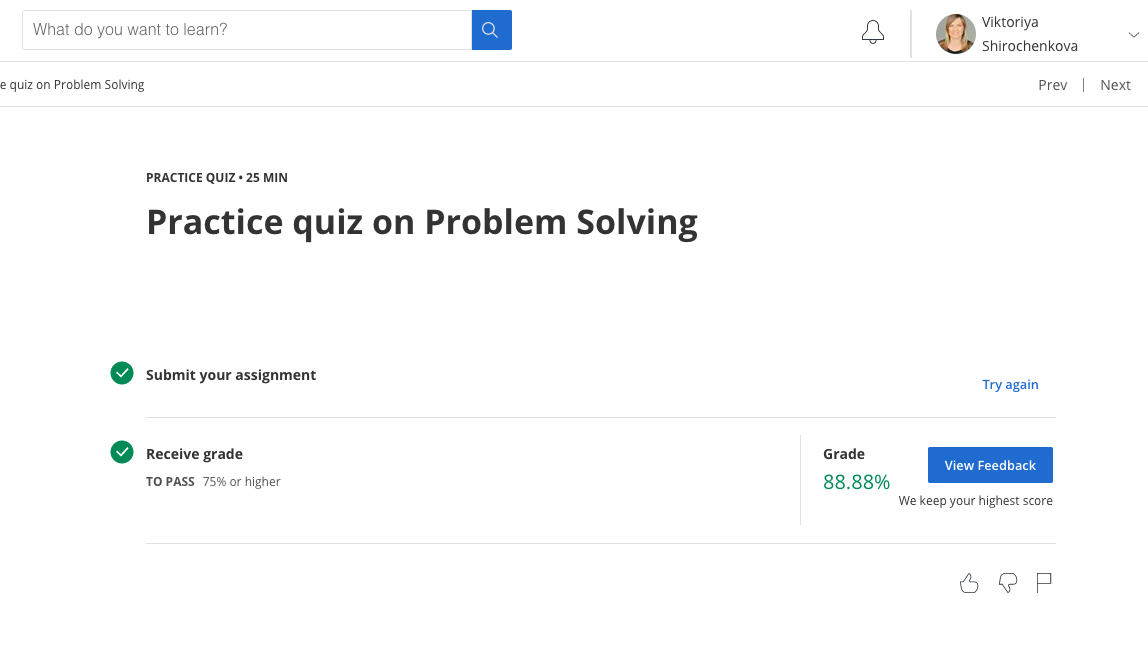 What do you want to learn?
Viktoriya
Shirochenkova
e quiz on Problem Solving
Prev
Next
PRACTICE QUIZ • 25 MIN
Practice quiz on Problem Solving
Submit your assignment
Try again
Receive grade
TO PASS 75% or higher
Grade
88.88%
View Feedback
We keep your highest score